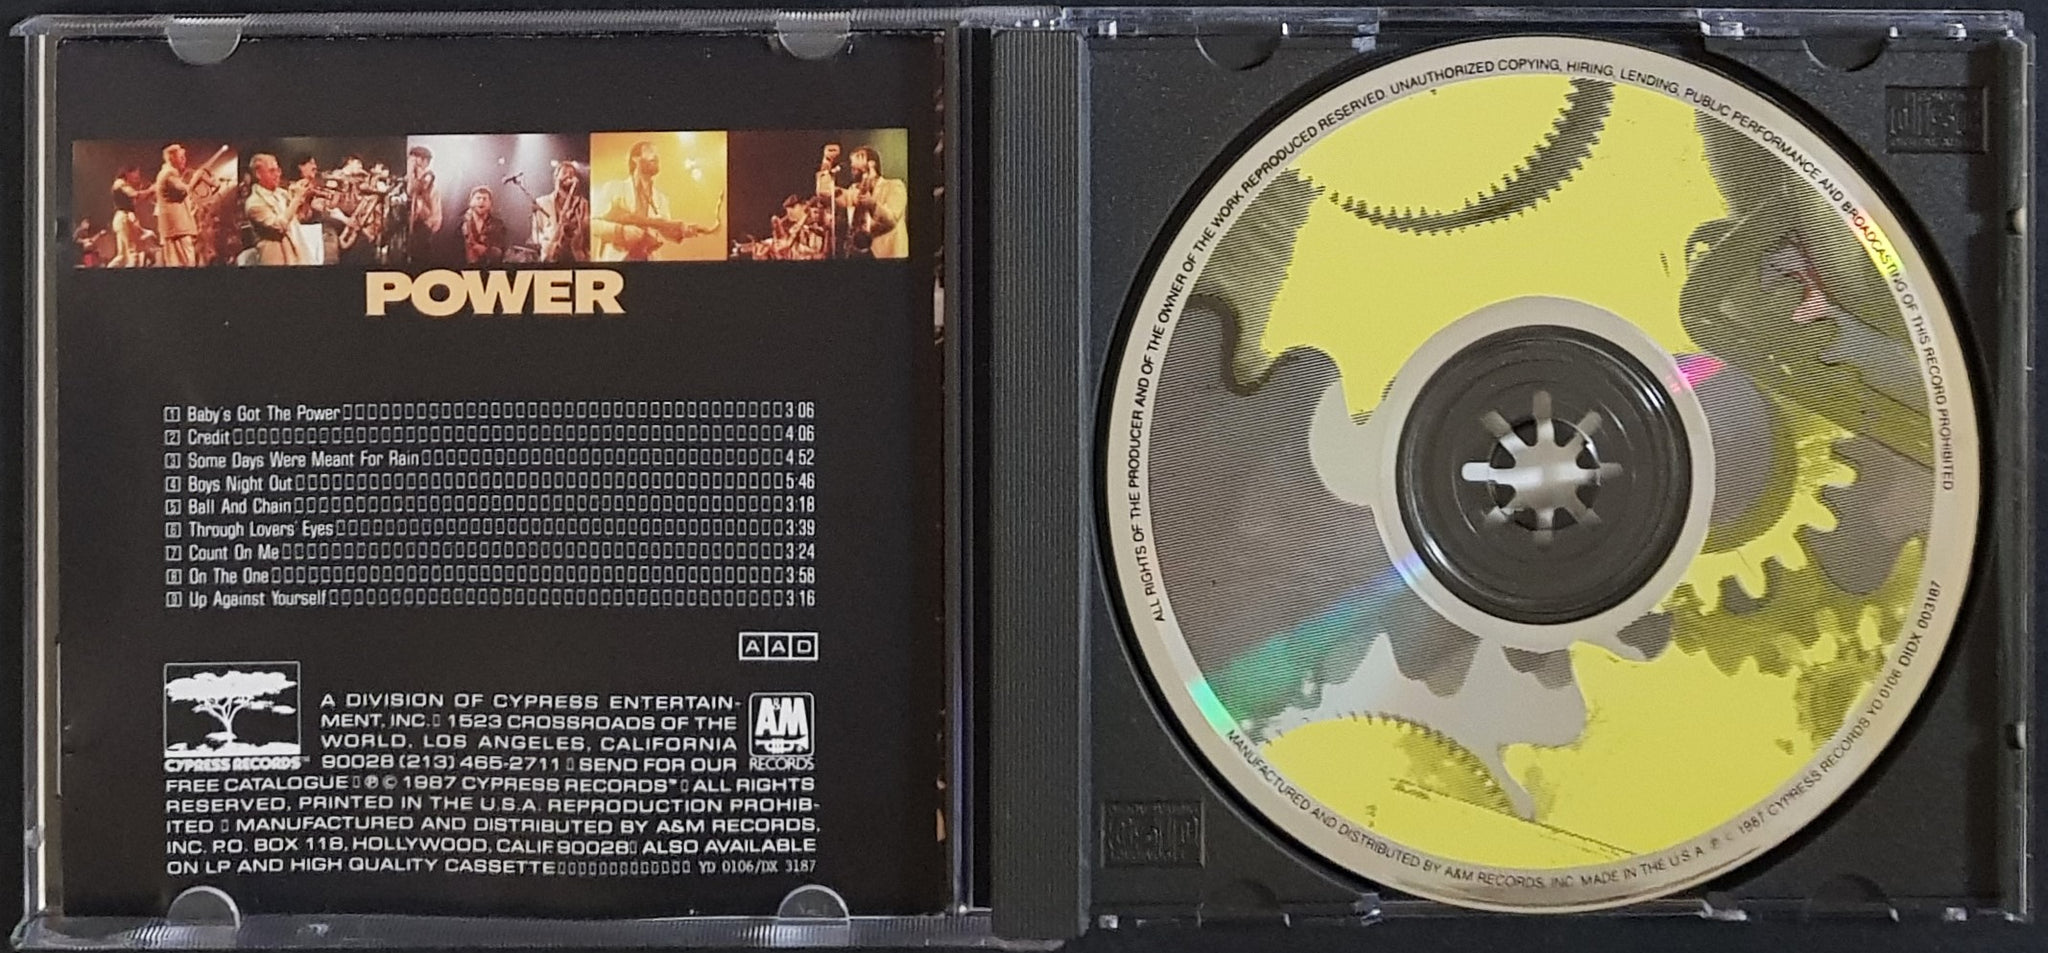 POWER
1 Baby's Got The Power 3:06
2 Credit 4:06
3 Some Days Were Meant For Rain 4:52
4 Boys Night Out 5:46
5 Ball And Chain 3:18
6 Through Lovers' Eyes 3:39
7 Count On Me 3:24
8 On The One 3:58
9 Up Against Yourself 3:16
AAD
A DIVISION OF CYPRESS ENTERTAIN-
MENT, INC. 1523 CROSSROADS OF THE
WORLD, LOS ANGELES, CALIFORNIA
90028 (213) 465-2711 SEND FOR OUR
CYPRESS RECORDS™
A&M
RECORDS
FREE CATALOGUE ℗ © 1987 CYPRESS RECORDS™ ALL RIGHTS
RESERVED, PRINTED IN THE U.S.A. REPRODUCTION PROHIB-
ITED MANUFACTURED AND DISTRIBUTED BY A&M RECORDS,
INC. P.O. BOX 118, HOLLYWOOD, CALIF. 90028 ALSO AVAILABLE
ON LP AND HIGH QUALITY CASSETTE YD 0106/DX 3187
ALL RIGHTS OF THE PRODUCER AND OF THE OWNER OF THE WORK REPRODUCED RESERVED. UNAUTHORIZED COPYING, HIRING, LENDING, PUBLIC PERFORMANCE AND BROADCASTING OF THIS RECORD PROHIBITED
MANUFACTURED AND DISTRIBUTED BY A&M RECORDS, INC. MADE IN THE U.S.A. ℗ C 1987 CYPRESS RECORDS YD 0106 DIDX 003187